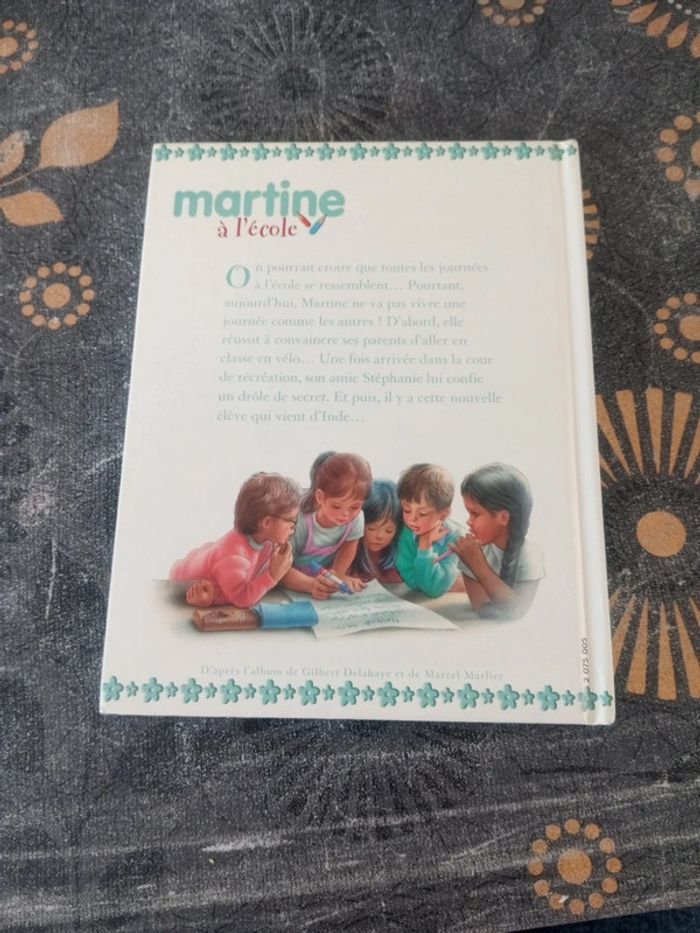 martine
à l'école
On pourrait croire que toutes les journées
à l'école se ressemblent... Pourtant,
aujourd'hui, Martine ne va pas vivre une
journée comme les autres ! D'abord, elle
réussit à convaincre ses parents d'aller en
classe en vélo... Une fois arrivée dans la cour
de récréation, son amie Stéphanie lui confie
un drôle de secret. Et puis, il y a cette nouvelle
élève qui vient d'Inde...
D'après l'album de Gilbert Delahaye et de Marcel Marlier
2 075 005